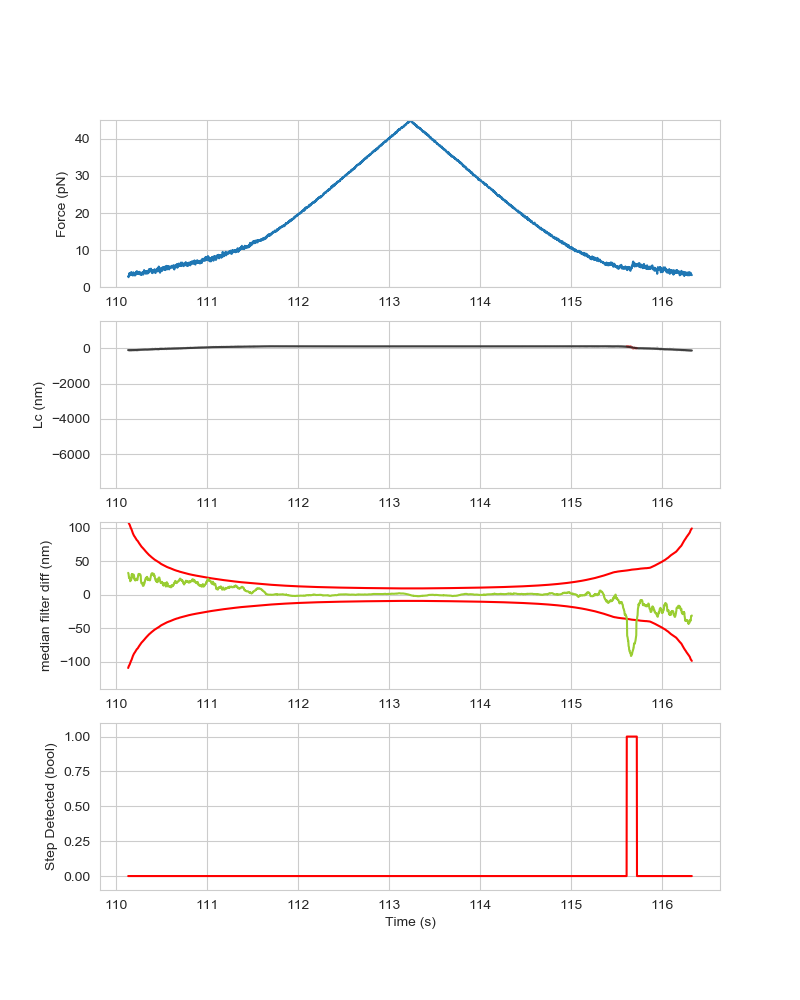 Force (pN)
40
30
20
10
0
110 111 112 113 114 115 116
Lc (nm)
0
−2000
−4000
−6000
110 111 112 113 114 115 116
median filter diff (nm)
100
50
0
−50
−100
110 111 112 113 114 115 116
Step Detected (bool)
1.00
0.75
0.50
0.25
0.00
110 111 112 113 114 115 116
Time (s)